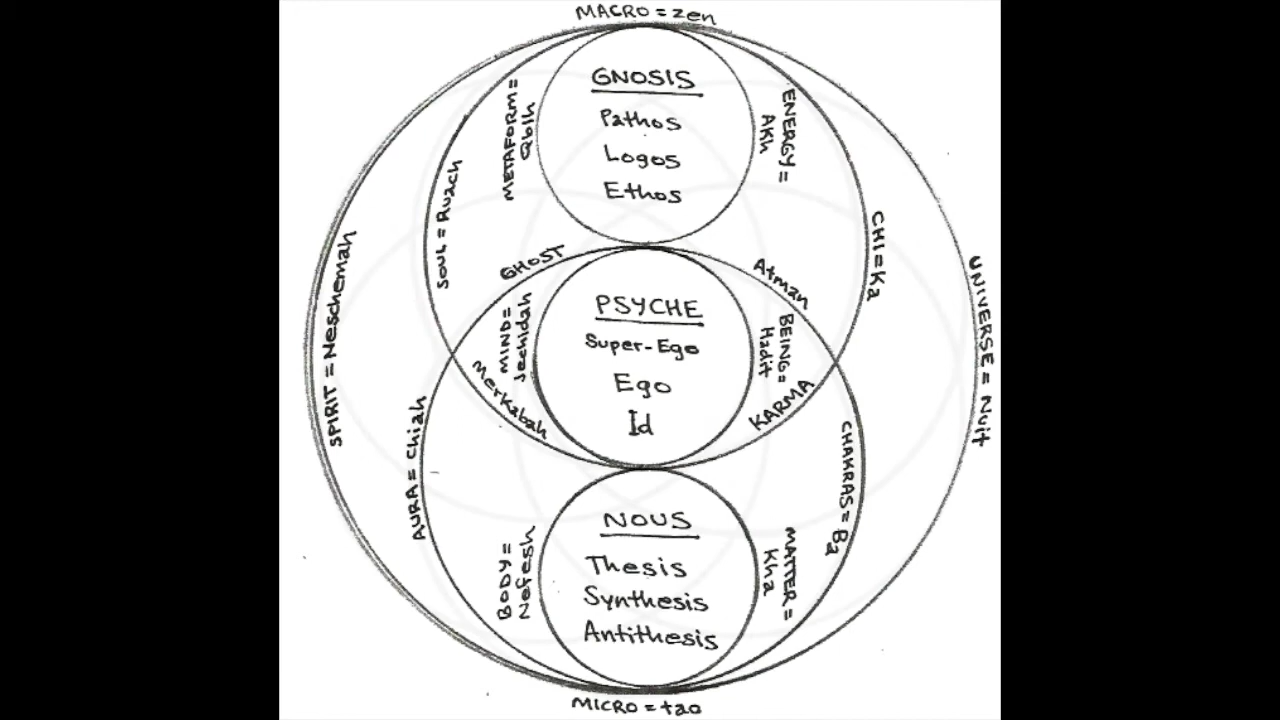 MACRO = zen
GNOSIS
Pathos
Logos
Ethos
METAFORM =
Qblh
ENERGY =
Akh
SOUL = Ruach
CHI = Ka
SPIRIT = Neschemah
UNIVERSE = Nuit
GHOST
Atman
PSYCHE
Super-Ego
Ego
Id
MIND =
Jechidah
BEING =
Hadit
Merkabah
KARMA
AURA = Chiah
CHAKRAS = Ba
NOUS
Thesis
Synthesis
Antithesis
BODY =
Nefesh
MATTER =
Kha
MICRO = tao